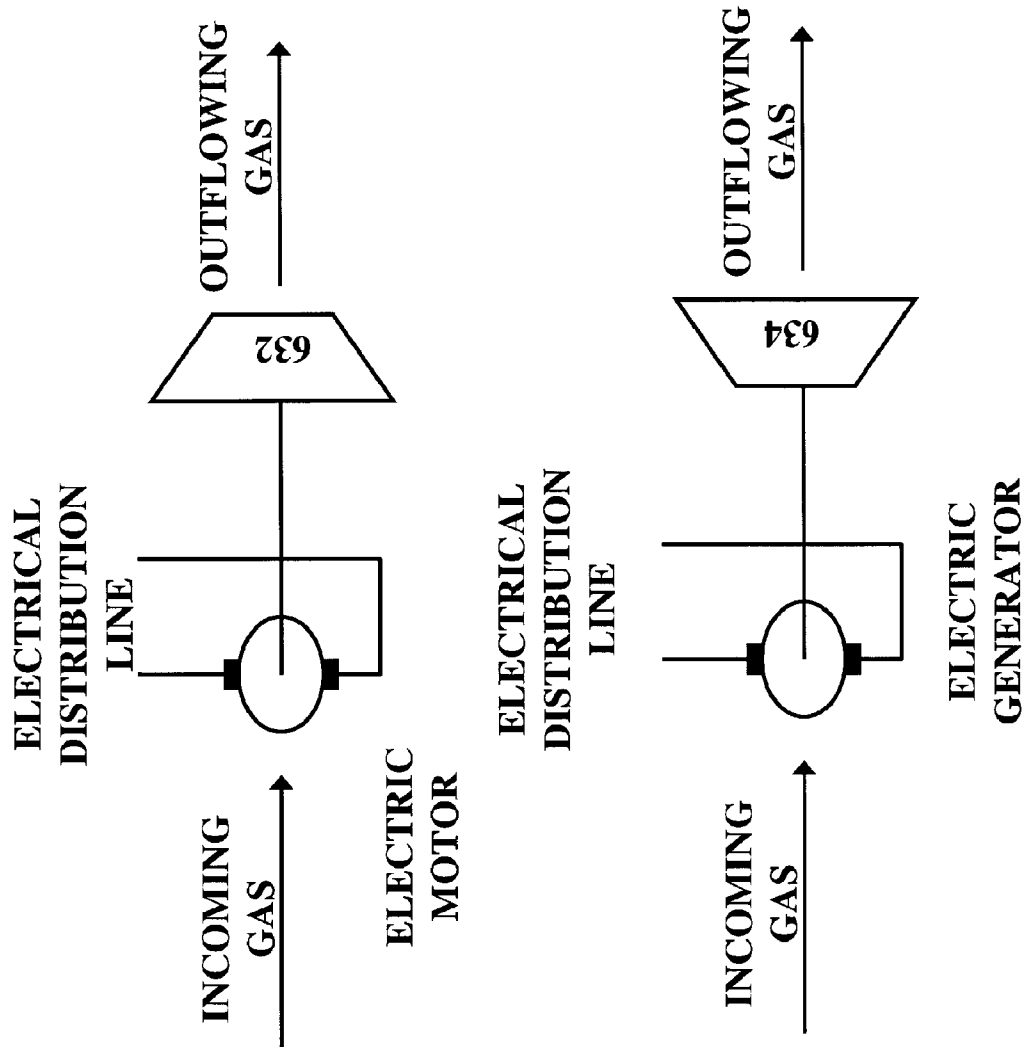 ELECTRICAL
DISTRIBUTION
LINE
INCOMING
GAS
ELECTRIC
MOTOR
632
OUTFLOWING
GAS
ELECTRICAL
DISTRIBUTION
LINE
INCOMING
GAS
ELECTRIC
GENERATOR
634
OUTFLOWING
GAS